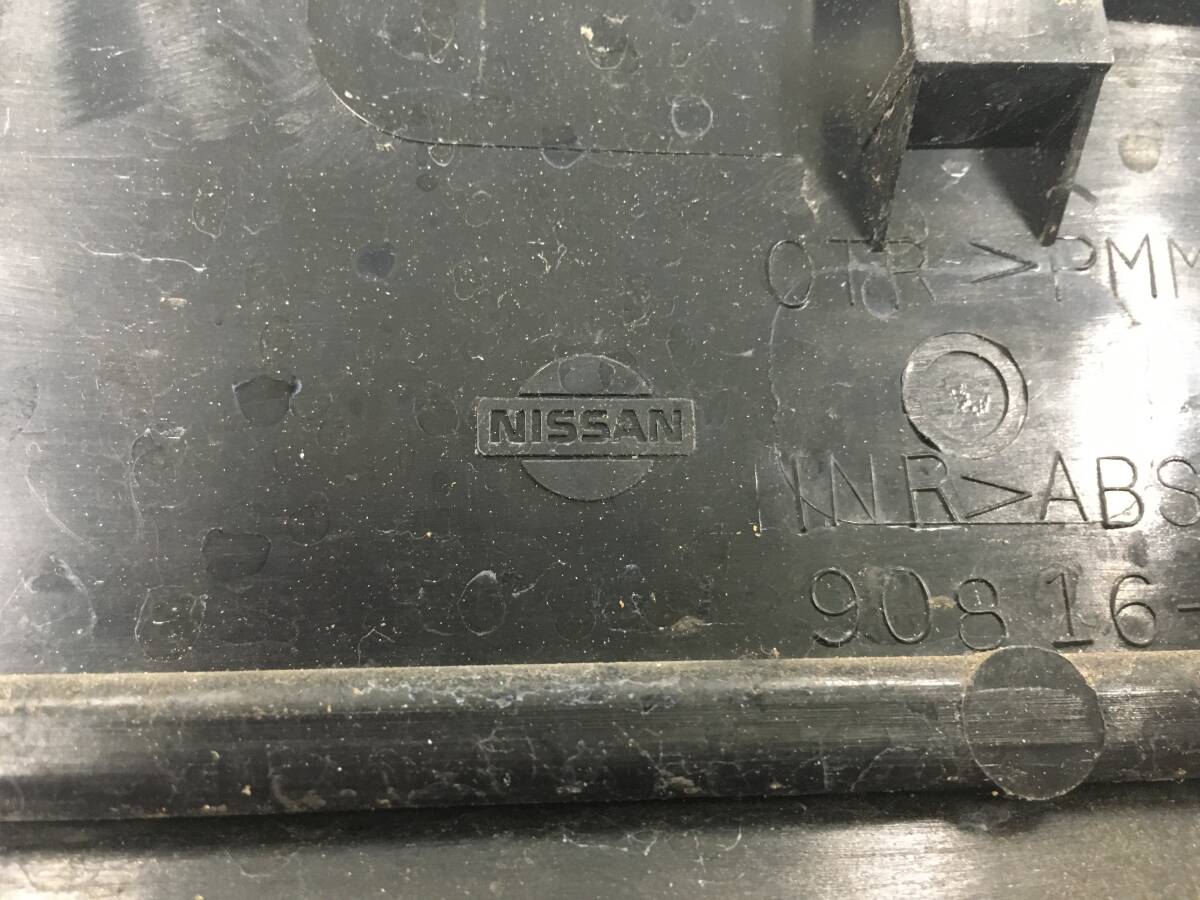 OTR >PMM
NISSAN
INR>ABS
90816-